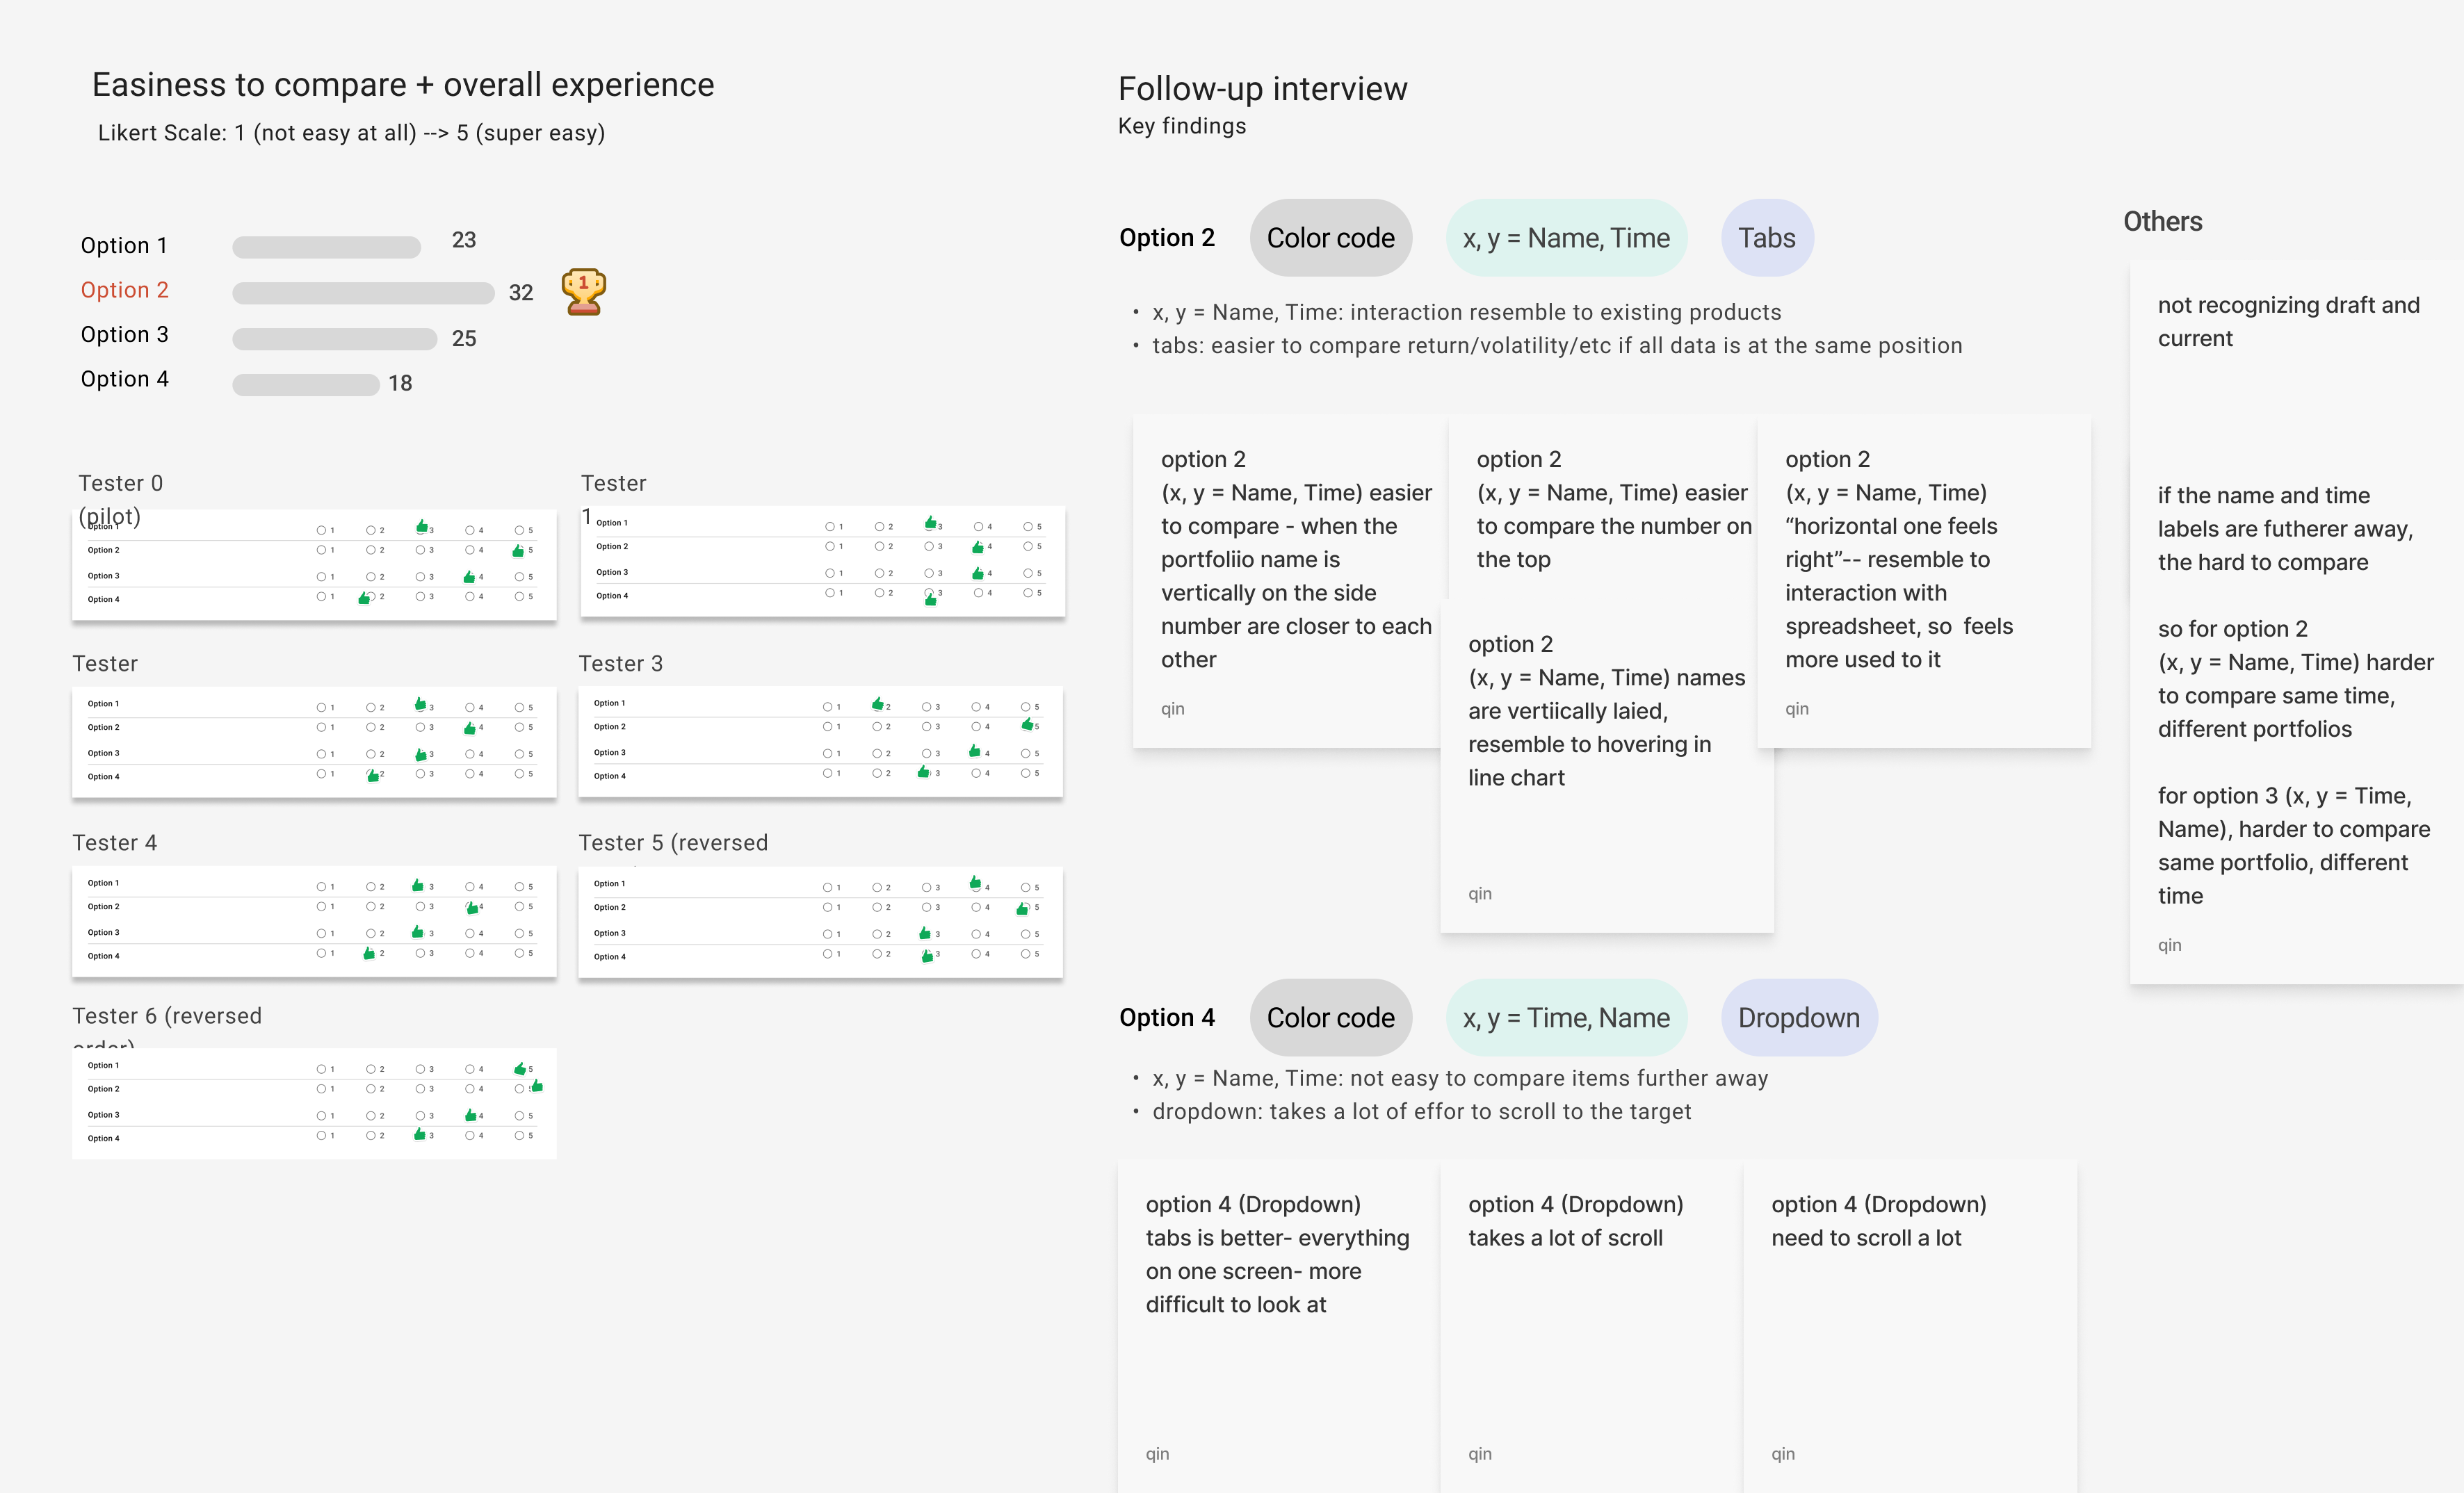 Easiness to compare + overall experience
Likert Scale: 1 (not easy at all) --> 5 (super easy)
Option 1
23
Option 2
32
1
Option 3
25
Option 4
18
Tester 0
(pilot)
Option 1
1 2 3 4 5
Option 2
1 2 3 4 5
Option 3
1 2 3 4 5
Option 4
1 2 3 4 5
Tester
1
Option 1
1 2 3 4 5
Option 2
1 2 3 4 5
Option 3
1 2 3 4 5
Option 4
1 2 3 4 5
Tester
Option 1
1 2 3 4 5
Option 2
1 2 3 4 5
Option 3
1 2 3 4 5
Option 4
1 2 3 4 5
Tester 3
Option 1
1 2 3 4 5
Option 2
1 2 3 4 5
Option 3
1 2 3 4 5
Option 4
1 2 3 4 5
Tester 4
Option 1
1 2 3 4 5
Option 2
1 2 3 4 5
Option 3
1 2 3 4 5
Option 4
1 2 3 4 5
Tester 5 (reversed
Option 1
1 2 3 4 5
Option 2
1 2 3 4 5
Option 3
1 2 3 4 5
Option 4
1 2 3 4 5
Tester 6 (reversed
order)
Option 1
1 2 3 4 5
Option 2
1 2 3 4
Option 3
1 2 3 4 5
Option 4
1 2 3 4 5
Follow-up interview
Key findings
Option 2
Color code
x, y = Name, Time
Tabs
• x, y = Name, Time: interaction resemble to existing products
• tabs: easier to compare return/volatility/etc if all data is at the same position
option 2
(x, y = Name, Time) easier
to compare - when the
portfoliio name is
vertically on the side
number are closer to each
other
qin
option 2
(x, y = Name, Time) easier
to compare the number on
the top
option 2
(x, y = Name, Time) names
are vertiically laied,
resemble to hovering in
line chart
qin
option 2
(x, y = Name, Time)
“horizontal one feels
right”-- resemble to
interaction with
spreadsheet, so  feels
more used to it
qin
Option 4
Color code
x, y = Time, Name
Dropdown
• x, y = Name, Time: not easy to compare items further away
• dropdown: takes a lot of effor to scroll to the target
option 4 (Dropdown)
tabs is better- everything
on one screen- more
difficult to look at
qin
option 4 (Dropdown)
takes a lot of scroll
qin
option 4 (Dropdown)
need to scroll a lot
qin
Others
not recognizing draft and
current
if the name and time
labels are futherer away,
the hard to compare
so for option 2
(x, y = Name, Time) harder
to compare same time,
different portfolios
for option 3 (x, y = Time,
Name), harder to compare
same portfolio, different
time
qin